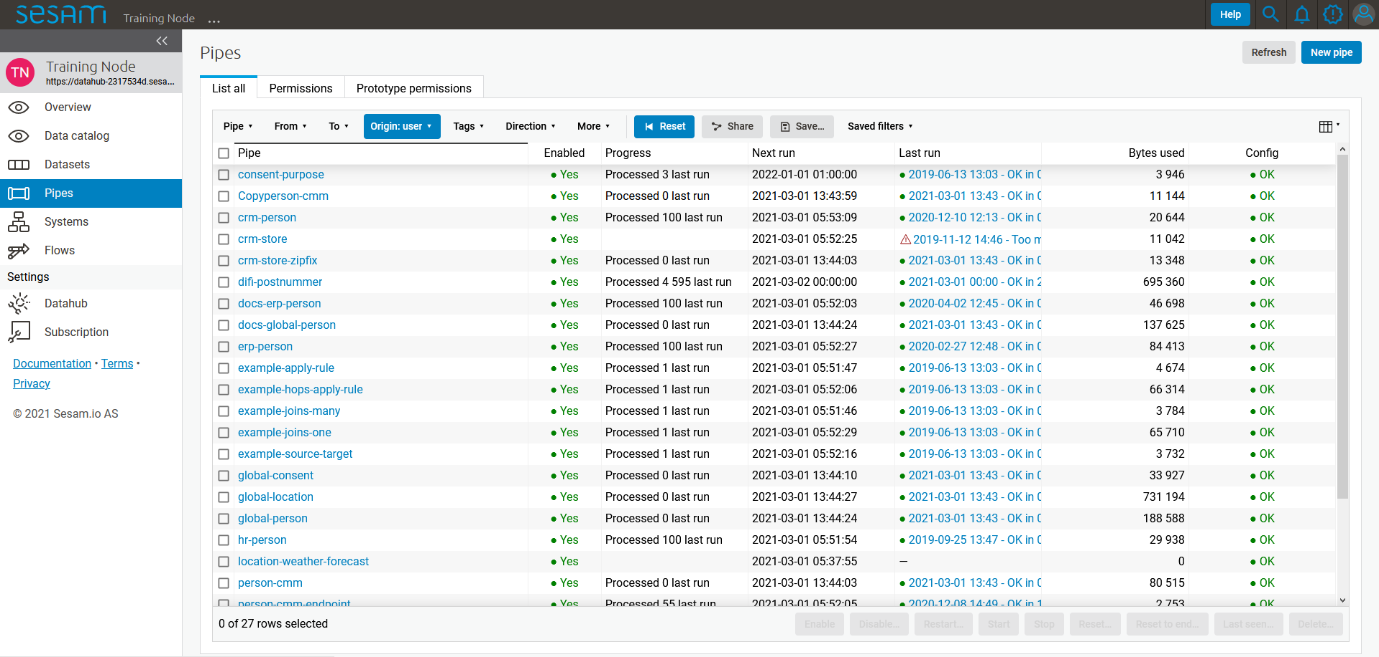 sesam Training Node ... Help
Training Node
https://datahub-2317534d.sesa...
Overview
Data catalog
Datasets
Pipes
Systems
Flows
Settings
Datahub
Subscription
Documentation • Terms •
Privacy
© 2021 Sesam.io AS
Pipes Refresh New pipe
List all Permissions Prototype permissions
Pipe From To Origin: user Tags Direction More Reset Share Save... Saved filters
Pipe Enabled Progress Next run Last run Bytes used Config
consent-purpose Yes Processed 3 last run 2022-01-01 01:00:00 2019-06-13 13:03 - OK in 0 3 946 OK
Copyperson-cmm Yes Processed 0 last run 2021-03-01 13:43:59 2021-03-01 13:43 - OK in 0 11 144 OK
crm-person Yes Processed 100 last run 2021-03-01 05:53:09 2020-12-10 12:13 - OK in 0 20 644 OK
crm-store Yes 2021-03-01 05:52:25 2019-11-12 14:46 - Too m 11 042 OK
crm-store-zipfix Yes Processed 0 last run 2021-03-01 13:44:03 2021-03-01 13:43 - OK in 0 13 348 OK
difi-postnummer Yes Processed 4 595 last run 2021-03-02 00:00:00 2021-03-01 00:00 - OK in 2 695 360 OK
docs-erp-person Yes Processed 100 last run 2021-03-01 05:52:03 2020-04-02 12:45 - OK in 0 46 698 OK
docs-global-person Yes Processed 0 last run 2021-03-01 13:44:24 2021-03-01 13:43 - OK in 0 137 625 OK
erp-person Yes Processed 100 last run 2021-03-01 05:52:27 2020-02-27 12:48 - OK in 0 84 413 OK
example-apply-rule Yes Processed 1 last run 2021-03-01 05:51:47 2019-06-13 13:03 - OK in 0 4 674 OK
example-hops-apply-rule Yes Processed 1 last run 2021-03-01 05:52:06 2019-06-13 13:03 - OK in 0 66 314 OK
example-joins-many Yes Processed 1 last run 2021-03-01 05:51:46 2019-06-13 13:03 - OK in 0 3 784 OK
example-joins-one Yes Processed 1 last run 2021-03-01 05:52:29 2019-06-13 13:03 - OK in 0 65 710 OK
example-source-target Yes Processed 1 last run 2021-03-01 05:52:16 2019-06-13 13:03 - OK in 0 3 732 OK
global-consent Yes Processed 0 last run 2021-03-01 13:44:10 2021-03-01 13:43 - OK in 0 33 927 OK
global-location Yes Processed 0 last run 2021-03-01 13:44:27 2021-03-01 13:43 - OK in 0 731 194 OK
global-person Yes Processed 0 last run 2021-03-01 13:44:24 2021-03-01 13:43 - OK in 0 188 588 OK
hr-person Yes Processed 100 last run 2021-03-01 05:51:54 2019-09-25 13:47 - OK in 0 29 938 OK
location-weather-forecast Yes 2021-03-01 05:37:55 — 0 OK
person-cmm Yes Processed 0 last run 2021-03-01 13:44:03 2021-03-01 13:43 - OK in 0 80 515 OK
person-cmm-endpoint Yes Processed 55 last run 2021-03-01 05:52:05 2020-12-08 14:49 - OK in 1 2 753 OK
0 of 27 rows selected Enable Disable... Restart... Start Stop Reset... Reset to end... Last seen... Delete...